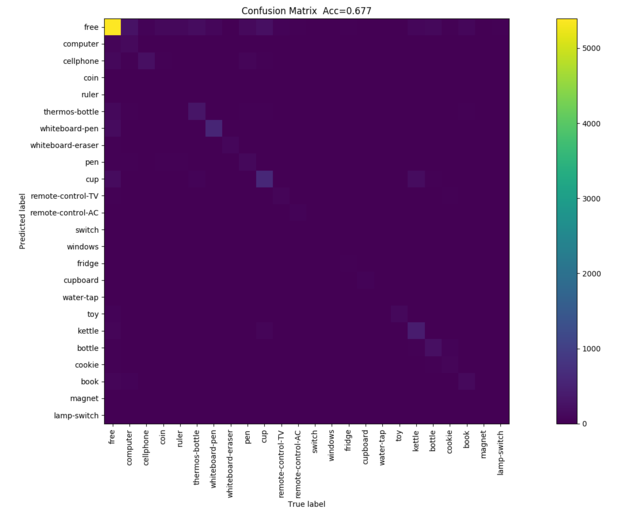 Confusion Matrix  Acc=0.677
free
computer
cellphone
coin
ruler
thermos-bottle
whiteboard-pen
whiteboard-eraser
pen
cup
remote-control-TV
remote-control-AC
switch
windows
fridge
cupboard
water-tap
toy
kettle
bottle
cookie
book
magnet
lamp-switch
Predicted label
free
computer
cellphone
coin
ruler
thermos-bottle
whiteboard-pen
whiteboard-eraser
pen
cup
remote-control-TV
remote-control-AC
switch
windows
fridge
cupboard
water-tap
toy
kettle
bottle
cookie
book
magnet
lamp-switch
True label
5000
4000
3000
2000
1000
0